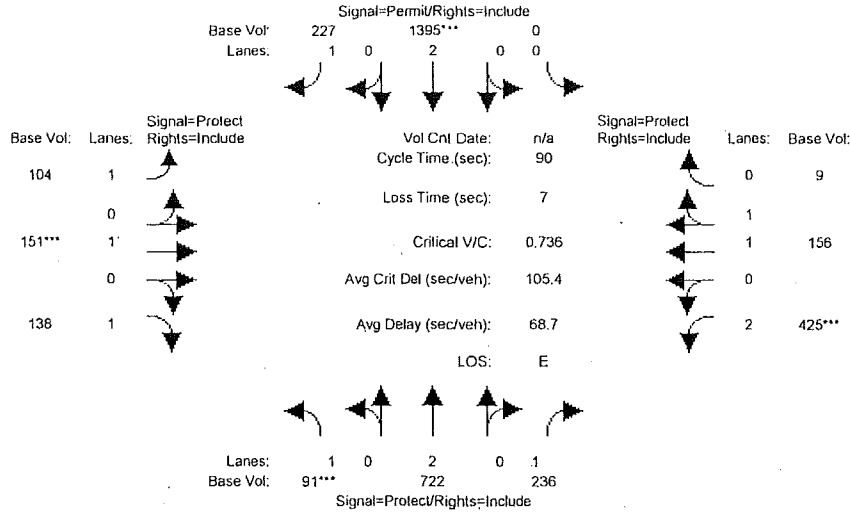 Signal=Permit/Rights=Include
Base Vol: 227 1395*** 0
Lanes: 1 0 2 0 0
Signal=Protect Signal=Protect
Base Vol: Lanes: Rights=Include Vol Cnt Date: n/a Rights=Include Lanes: Base Vol:
Cycle Time (sec): 90
104 1 0 9
Loss Time (sec): 7
0 1
151*** 1 Critical V/C: 0.736 1 156
0 Avg Crit Del (sec/veh): 105.4 0
136 1 Avg Delay (sec/veh): 68.7 2 425***
LOS: E
Lanes: 1 0 2 0 1
Base Vol: 91*** 722 236
Signal=Protect/Rights=Include